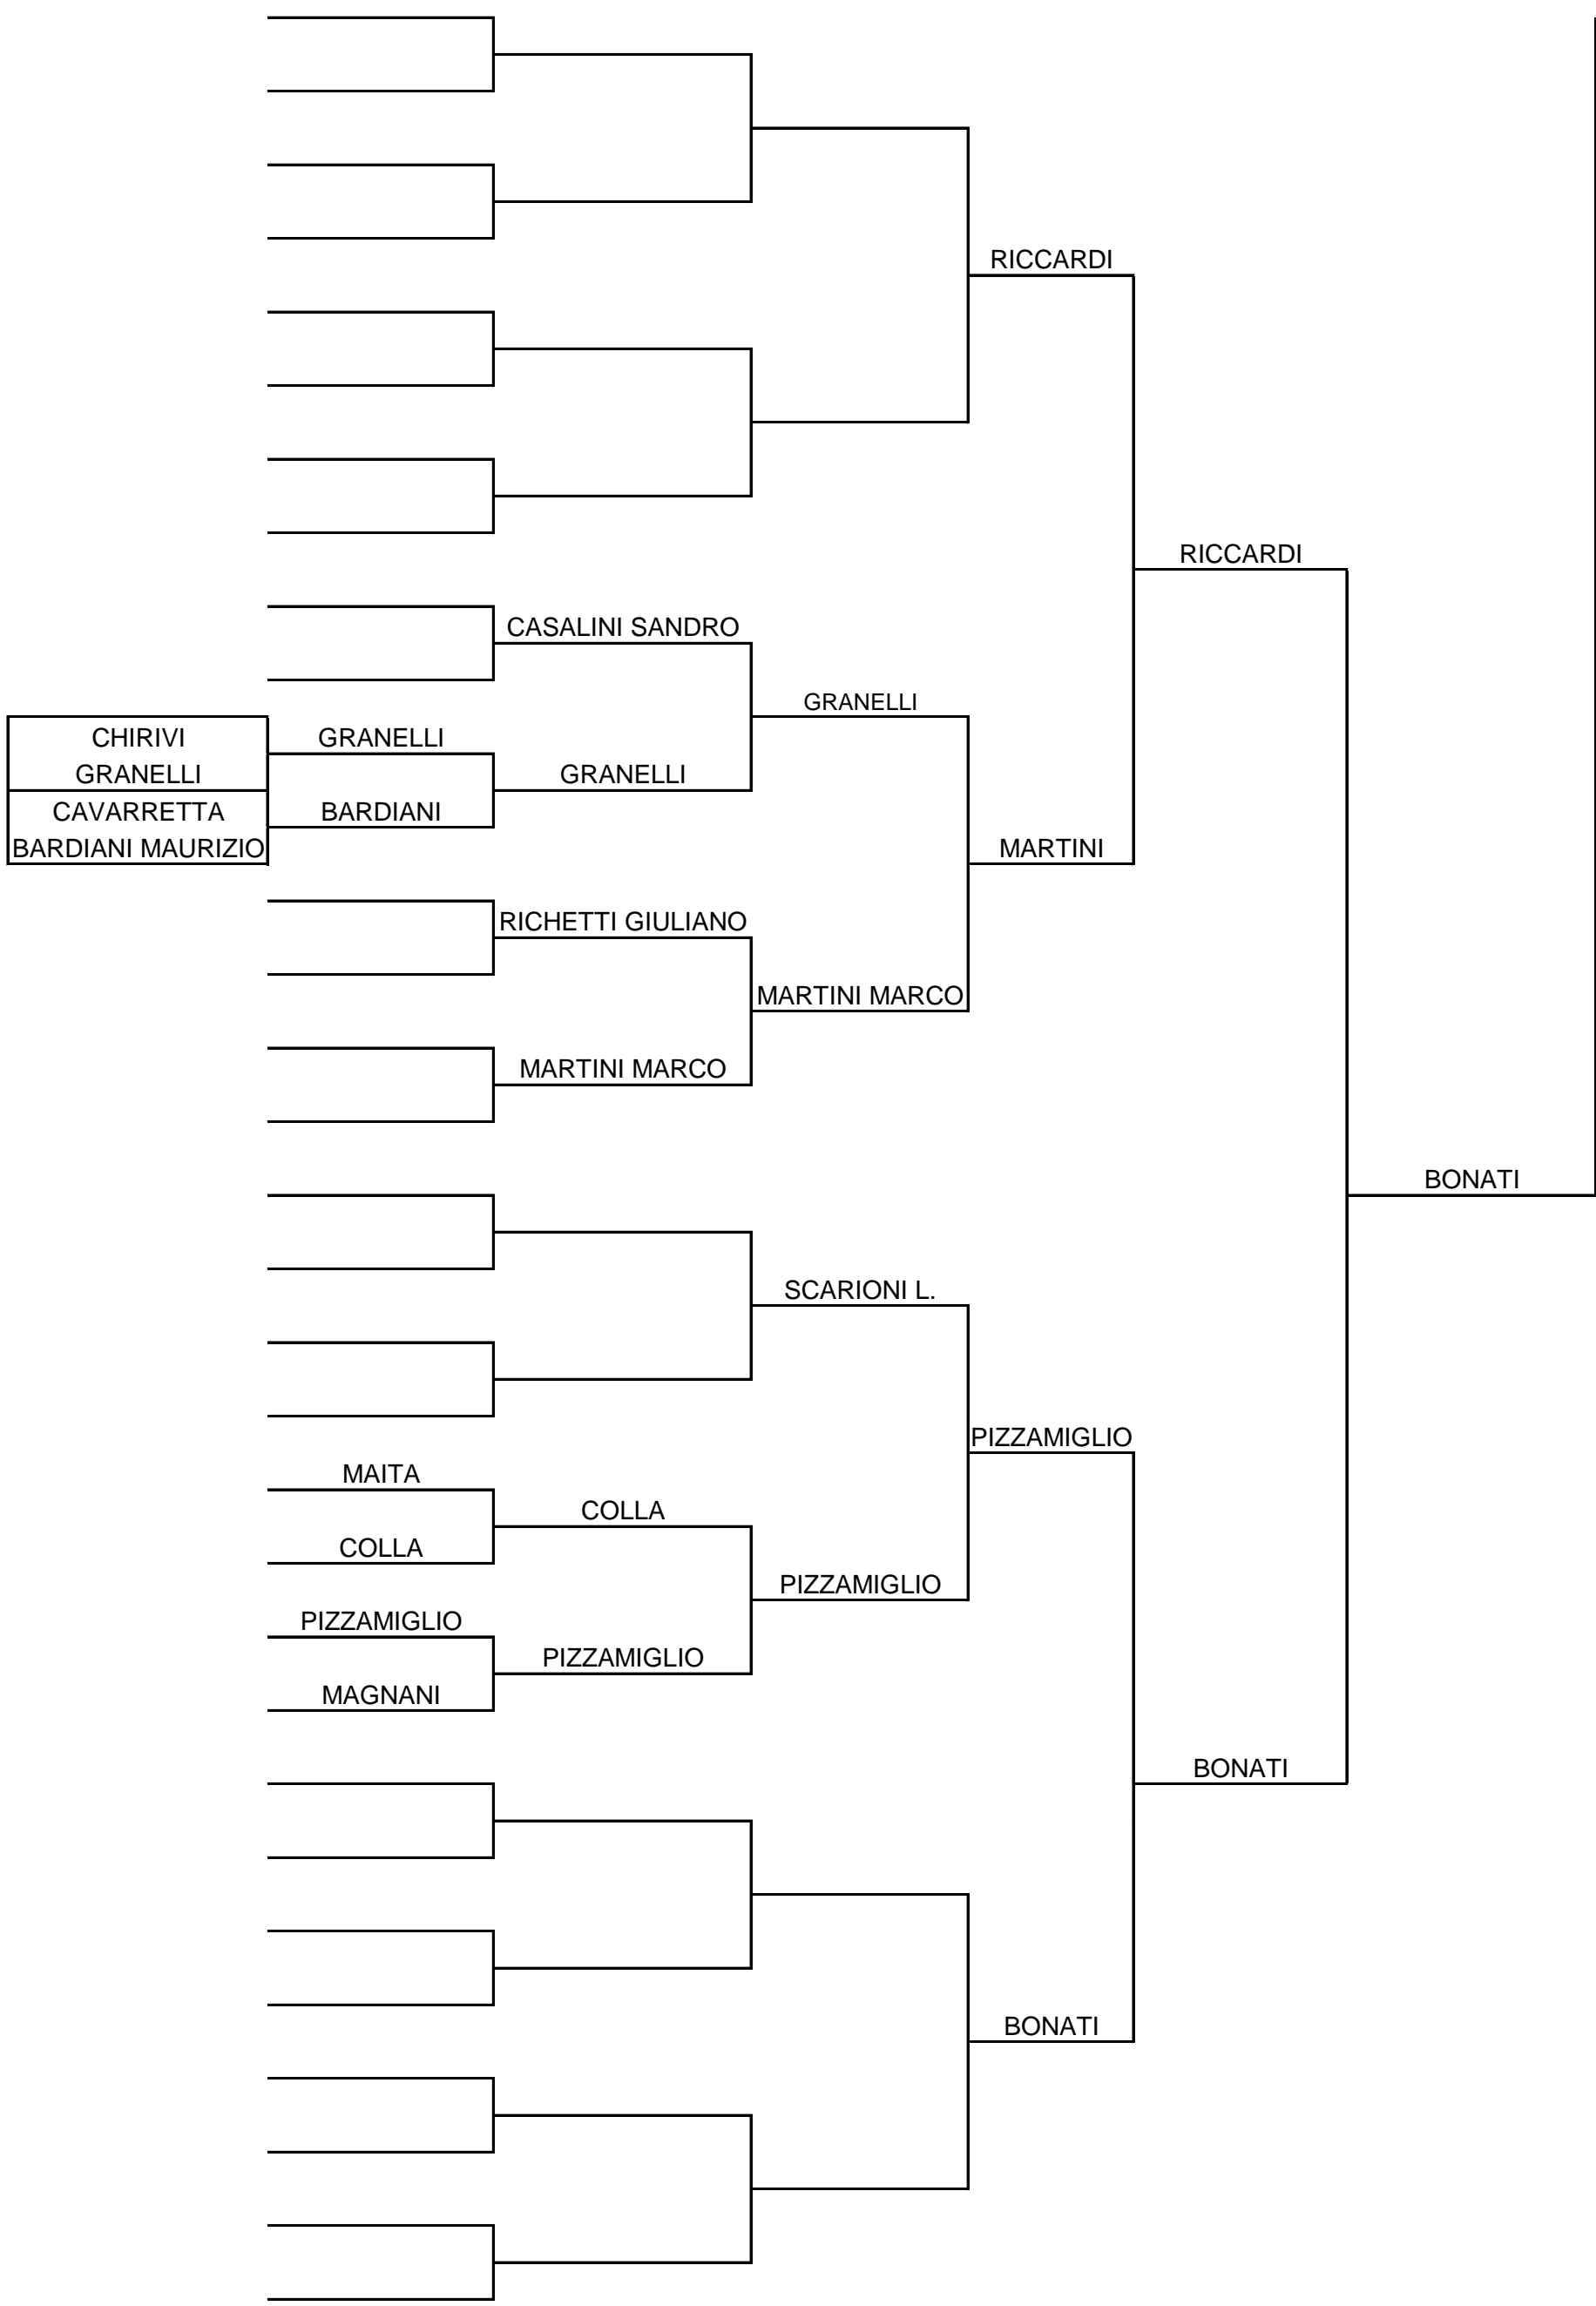 RICCARDI
RICCARDI
CASALINI SANDRO
GRANELLI
CHIRIVI
GRANELLI
GRANELLI
GRANELLI
CAVARRETTA
BARDIANI
BARDIANI MAURIZIO
MARTINI
RICHETTI GIULIANO
MARTINI MARCO
MARTINI MARCO
BONATI
SCARIONI L.
PIZZAMIGLIO
MAITA
COLLA
COLLA
PIZZAMIGLIO
PIZZAMIGLIO
PIZZAMIGLIO
MAGNANI
BONATI
BONATI